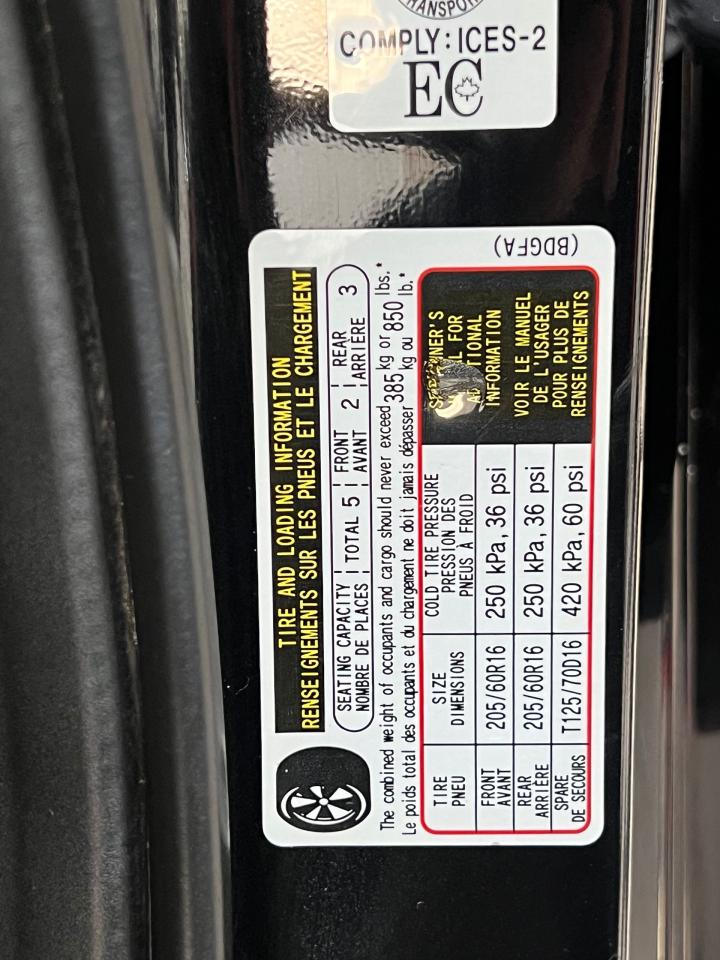 TRANSPOR
COMPLY: ICES-2
EC
TIRE AND LOADING INFORMATION
RENSEIGNEMENTS SUR LES PNEUS ET LE CHARGEMENT
SEATING CAPACITY
NOMBRE DE PLACES
TOTAL 5
FRONT
AVANT
2
REAR
ARRIÈRE
3
The combined weight of occupants and cargo should never exceed 385 kg or 850 lbs.*
Le poids total des occupants et du chargement ne doit jamais dépasser 385 kg ou 850 lb.*
TIRE
PNEU
SIZE
DIMENSIONS
COLD TIRE PRESSURE
PRESSION DES
PNEUS À FROID
FRONT
AVANT
205/60R16
250 kPa, 36 psi
REAR
ARRIÈRE
205/60R16
250 kPa, 36 psi
SPARE
DE SECOURS
T125/70D16
420 kPa, 60 psi
FOR
INFORMATION
VOIR LE MANUEL
DE L'USAGER
POUR PLUS DE
RENSEIGNEMENTS
(BDGFA)